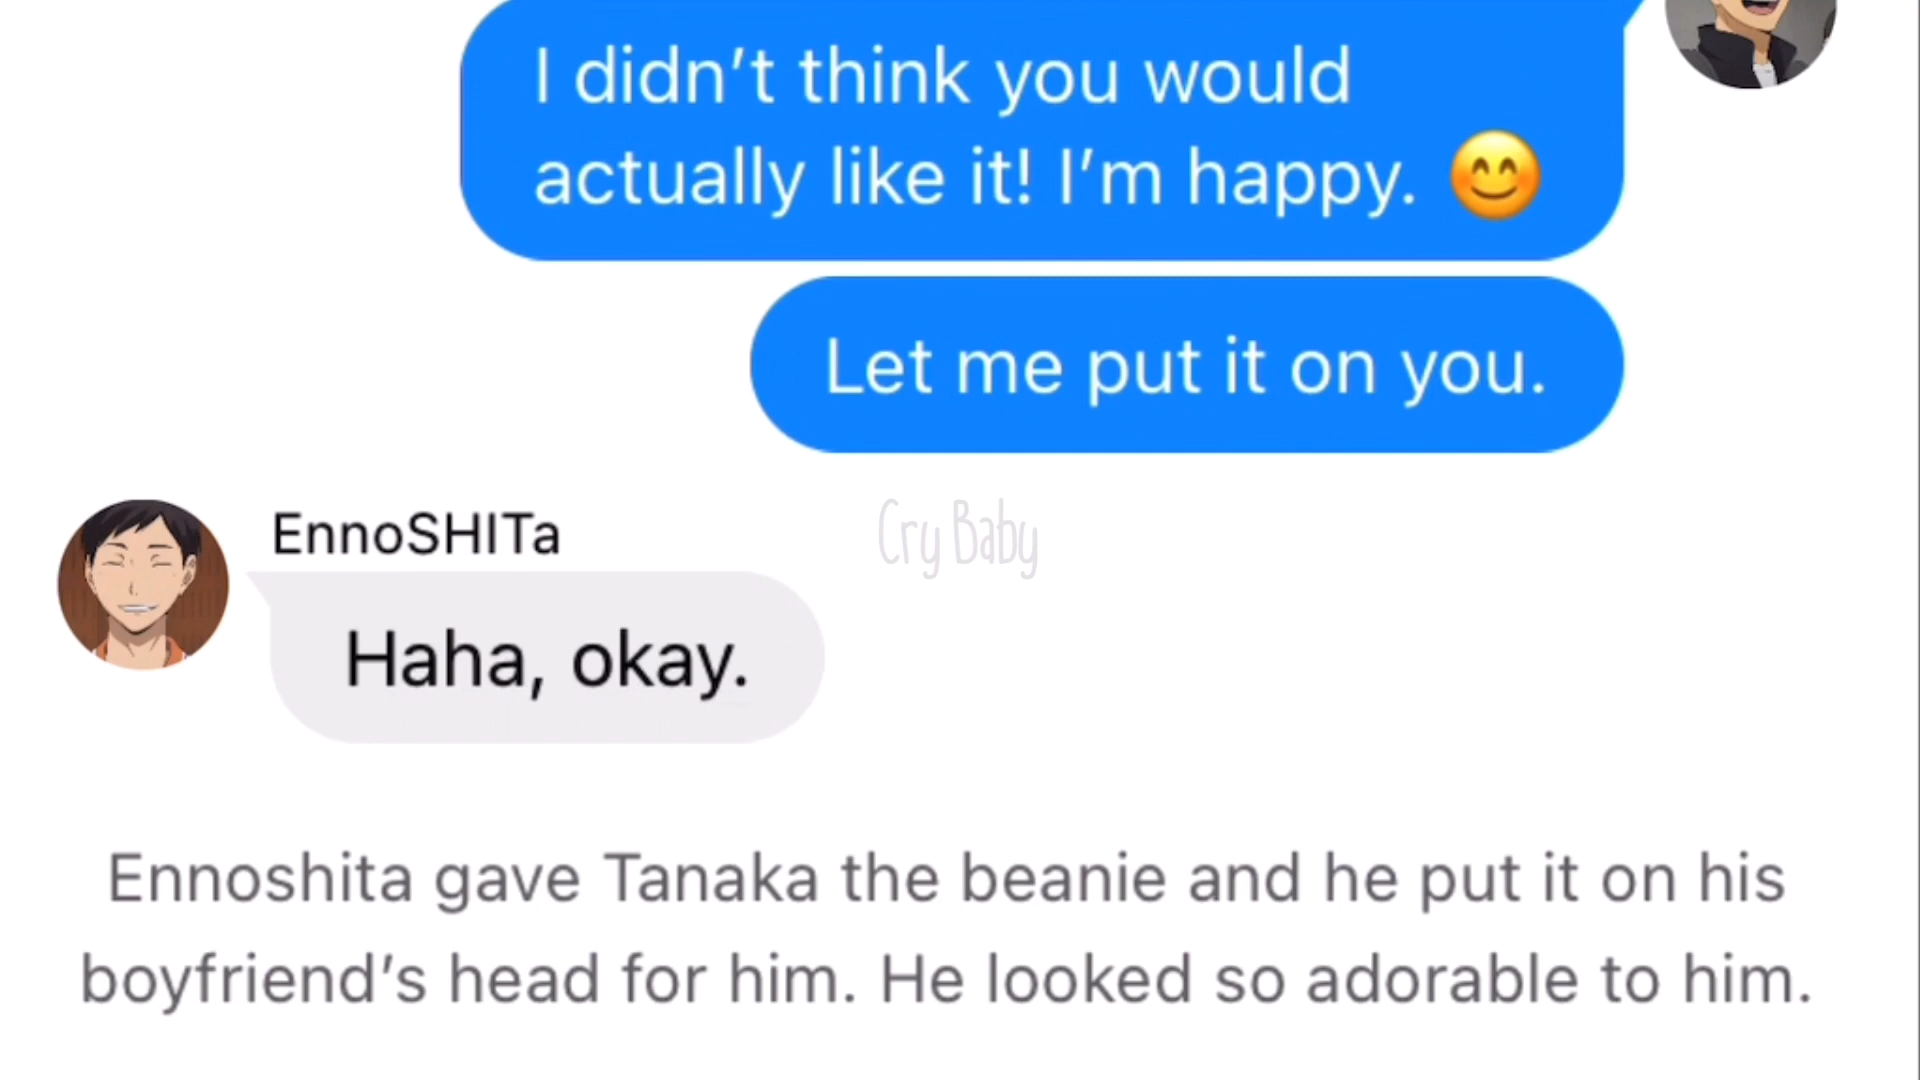 I didn’t think you would
actually like it! I’m happy. 😊
Let me put it on you.
EnnoSHITa
Cry Baby
Haha, okay.
Ennoshita gave Tanaka the beanie and he put it on his
boyfriend’s head for him. He looked so adorable to him.